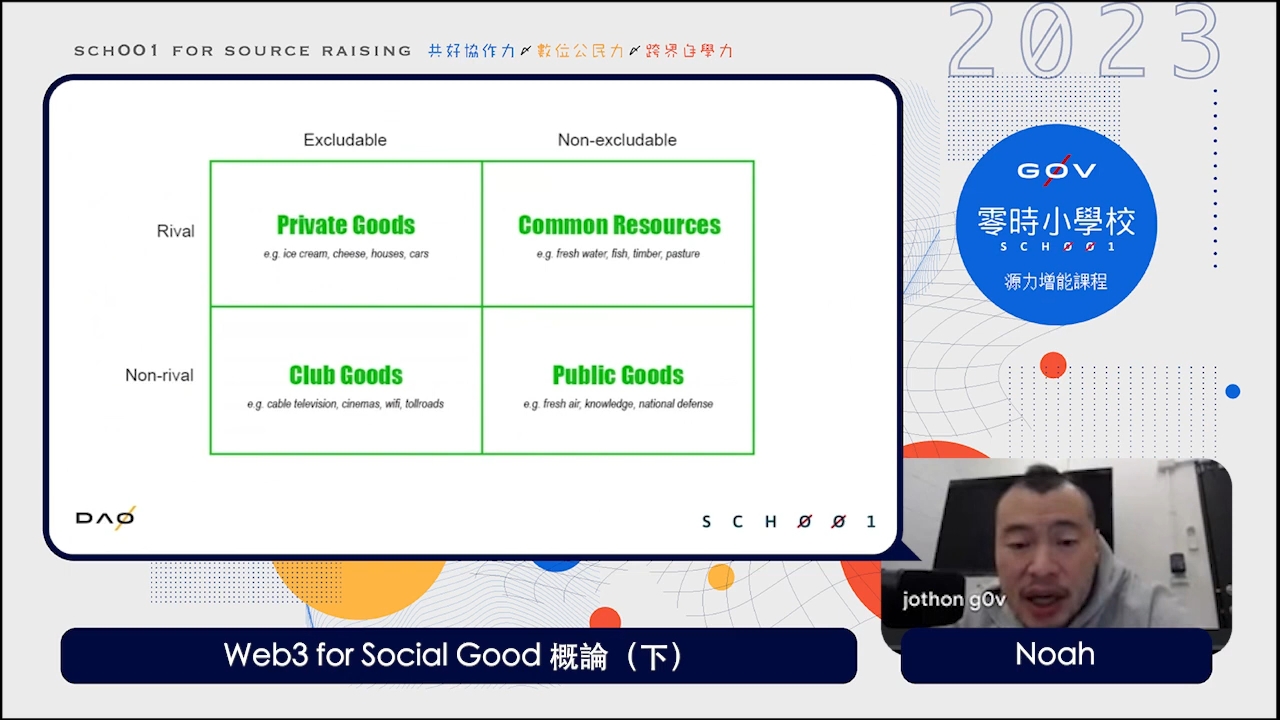 SCH001 FOR SOURCE RAISING 共好協作力 數位公民力 跨界自學力
2023
G0V
零時小學校
SCH001
源力增能課程
Excludable
Non-excludable
Rival
Private Goods
e.g. ice cream, cheese, houses, cars
Common Resources
e.g. fresh water, fish, timber, pasture
Non-rival
Club Goods
e.g. cable television, cinemas, wifi, tollroads
Public Goods
e.g. fresh air, knowledge, national defense
DAO
SCH001
jothon g0v
Web3 for Social Good 概論（下）
Noah